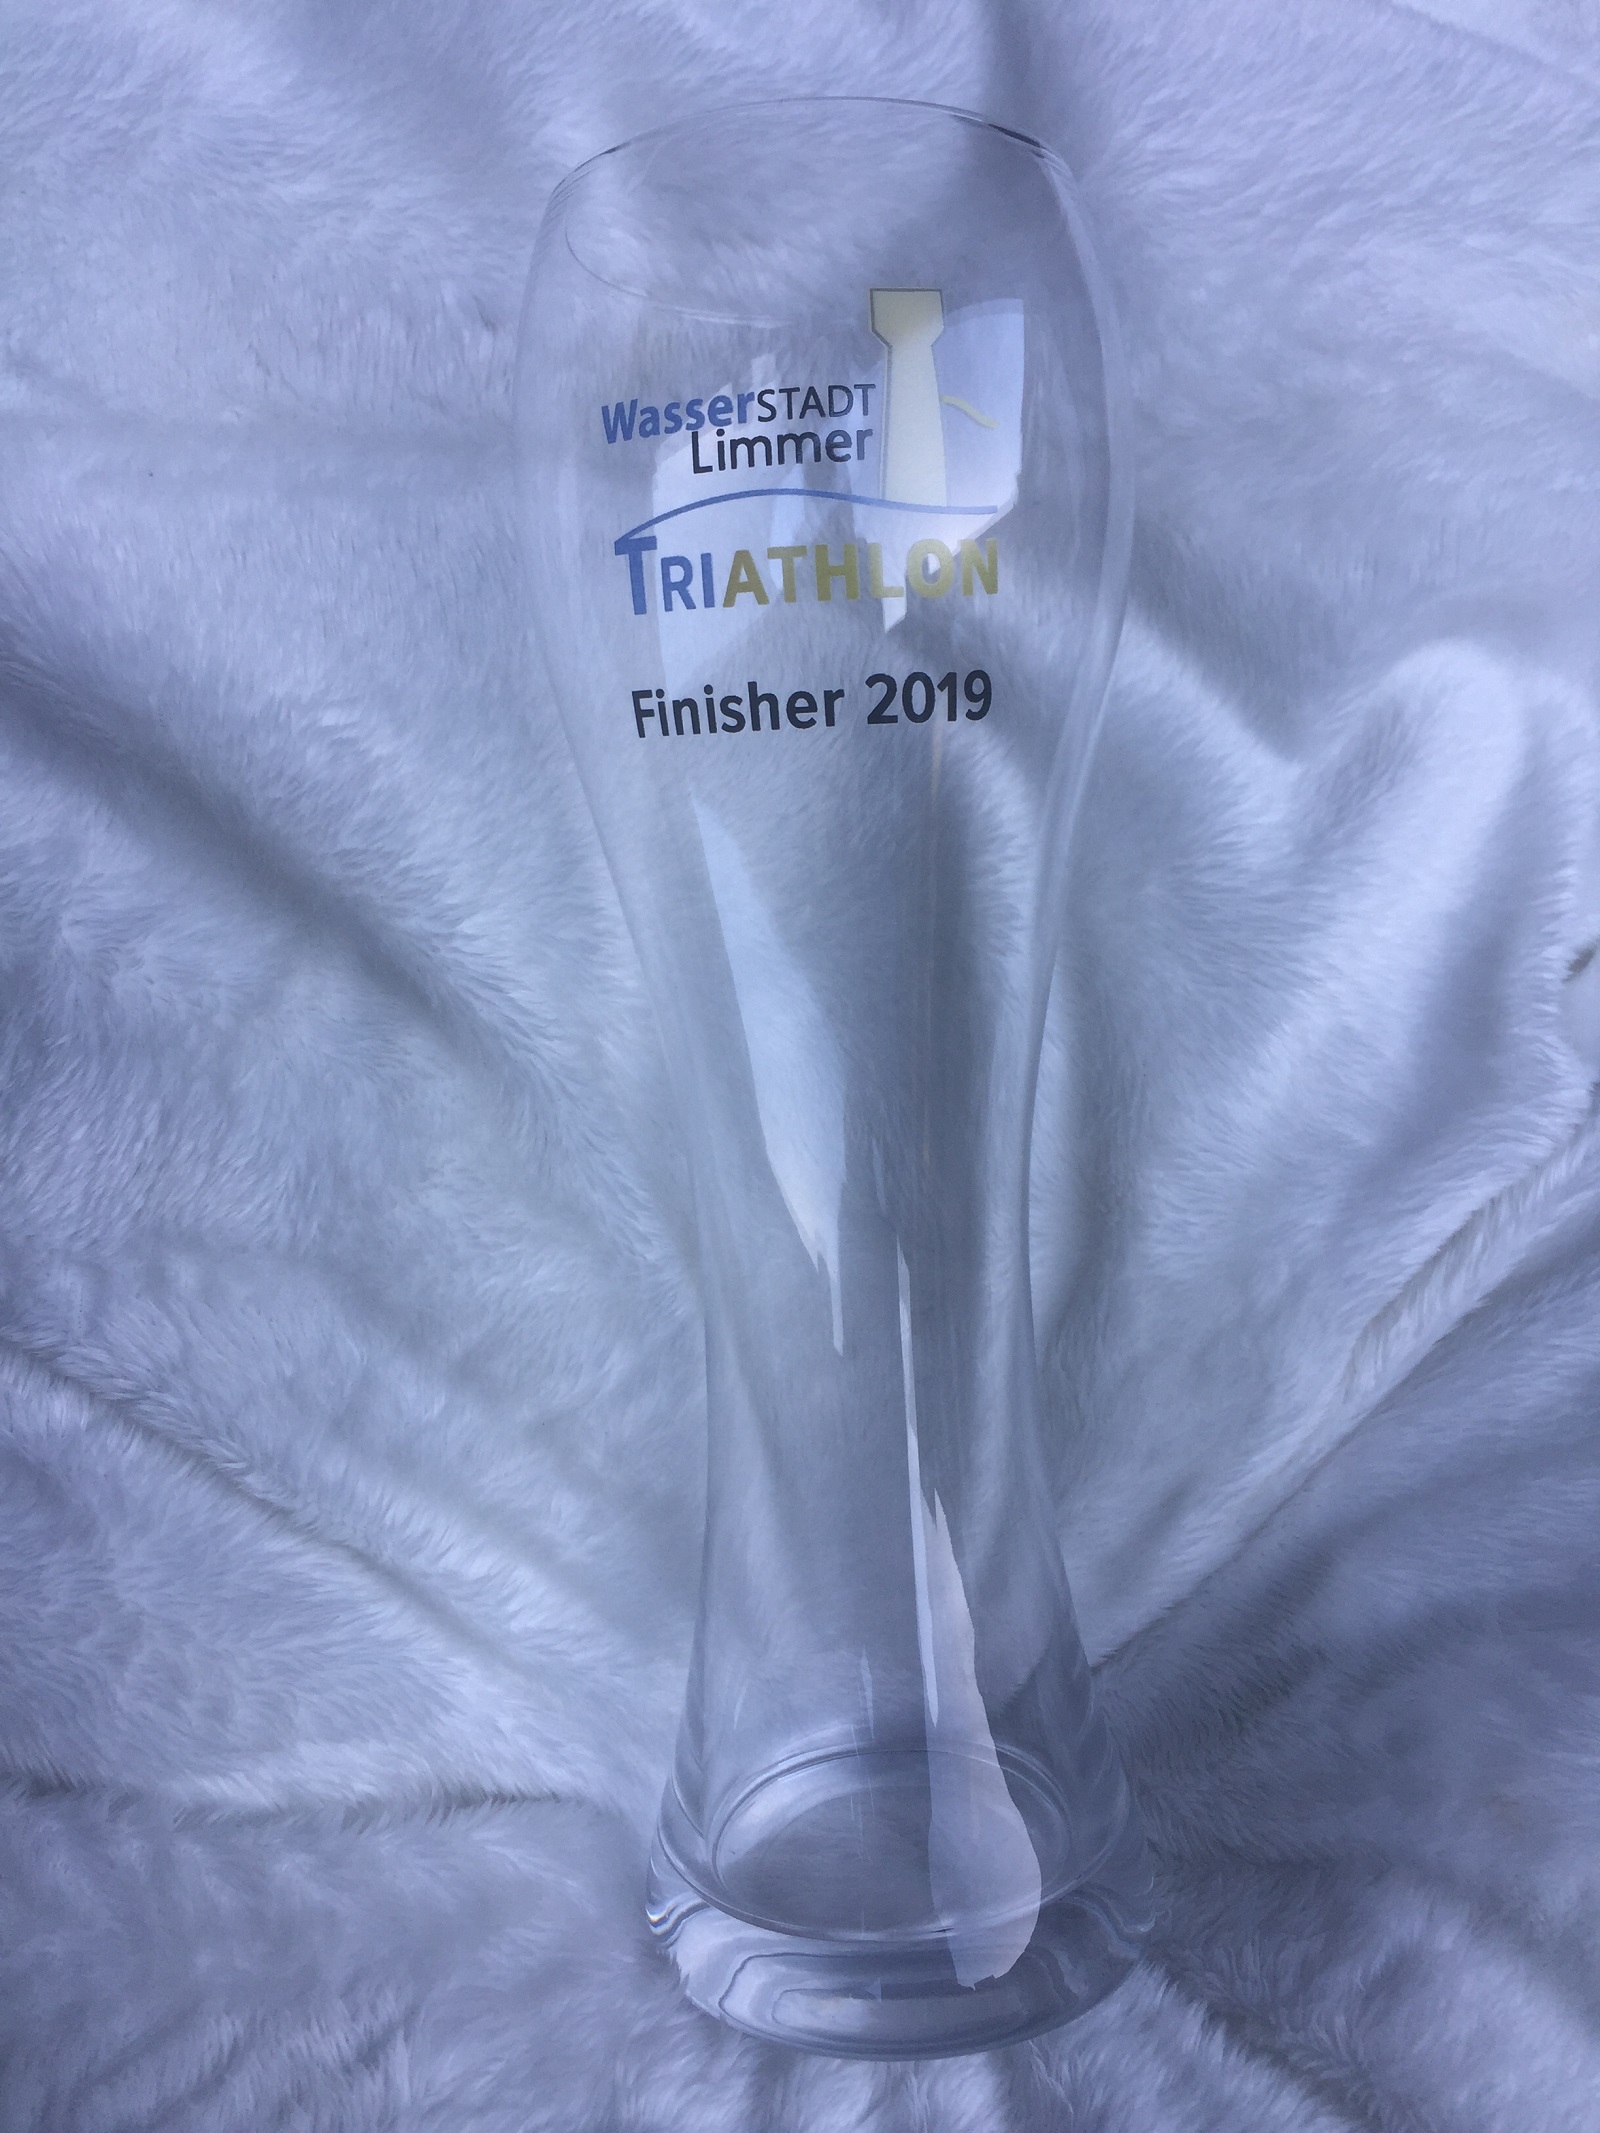 WasserSTADT
Limmer
TRIATHLON
Finisher 2019